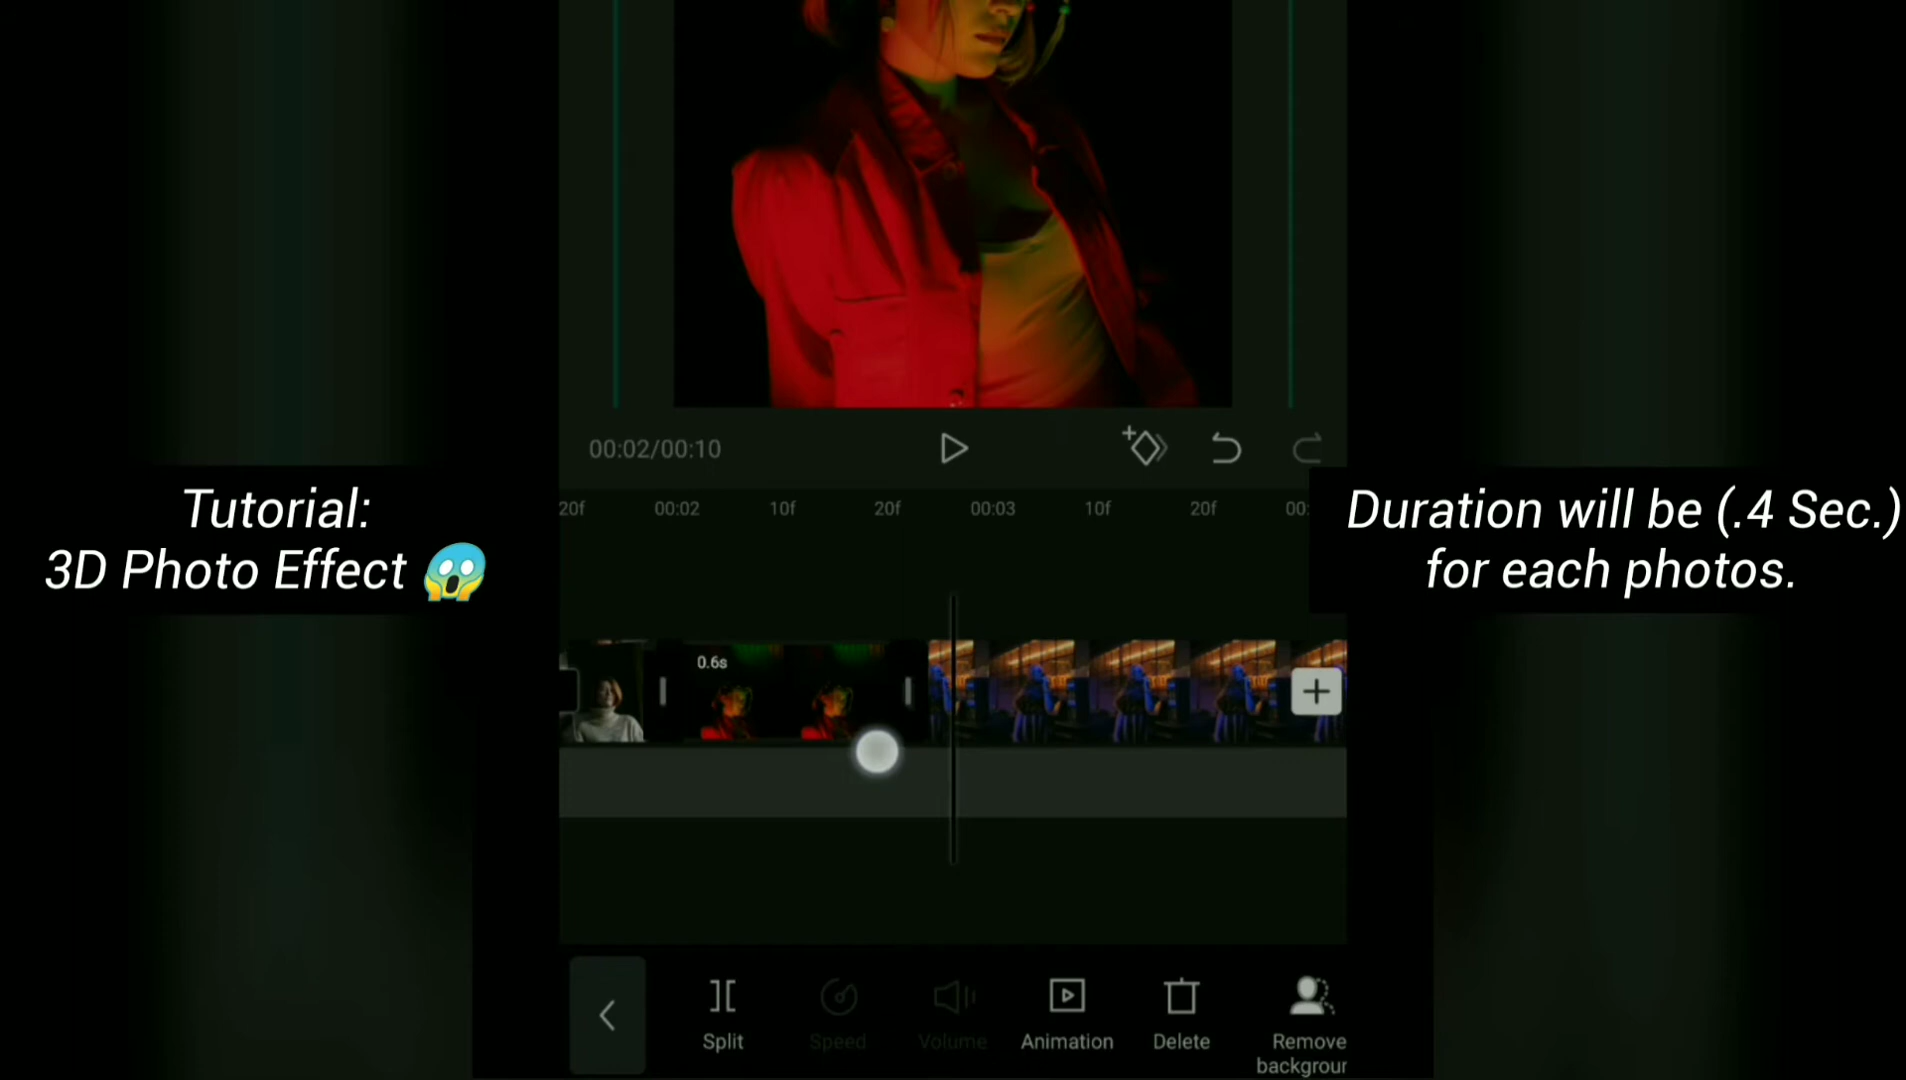 00:02/00:10
20f 00:02 10f 20f 00:03 10f 20f 00:
Tutorial:
3D Photo Effect 😱
Duration will be (.4 Sec.)
for each photos.
0.6s
Split Speed Volume Animation Delete Remove
backgrour